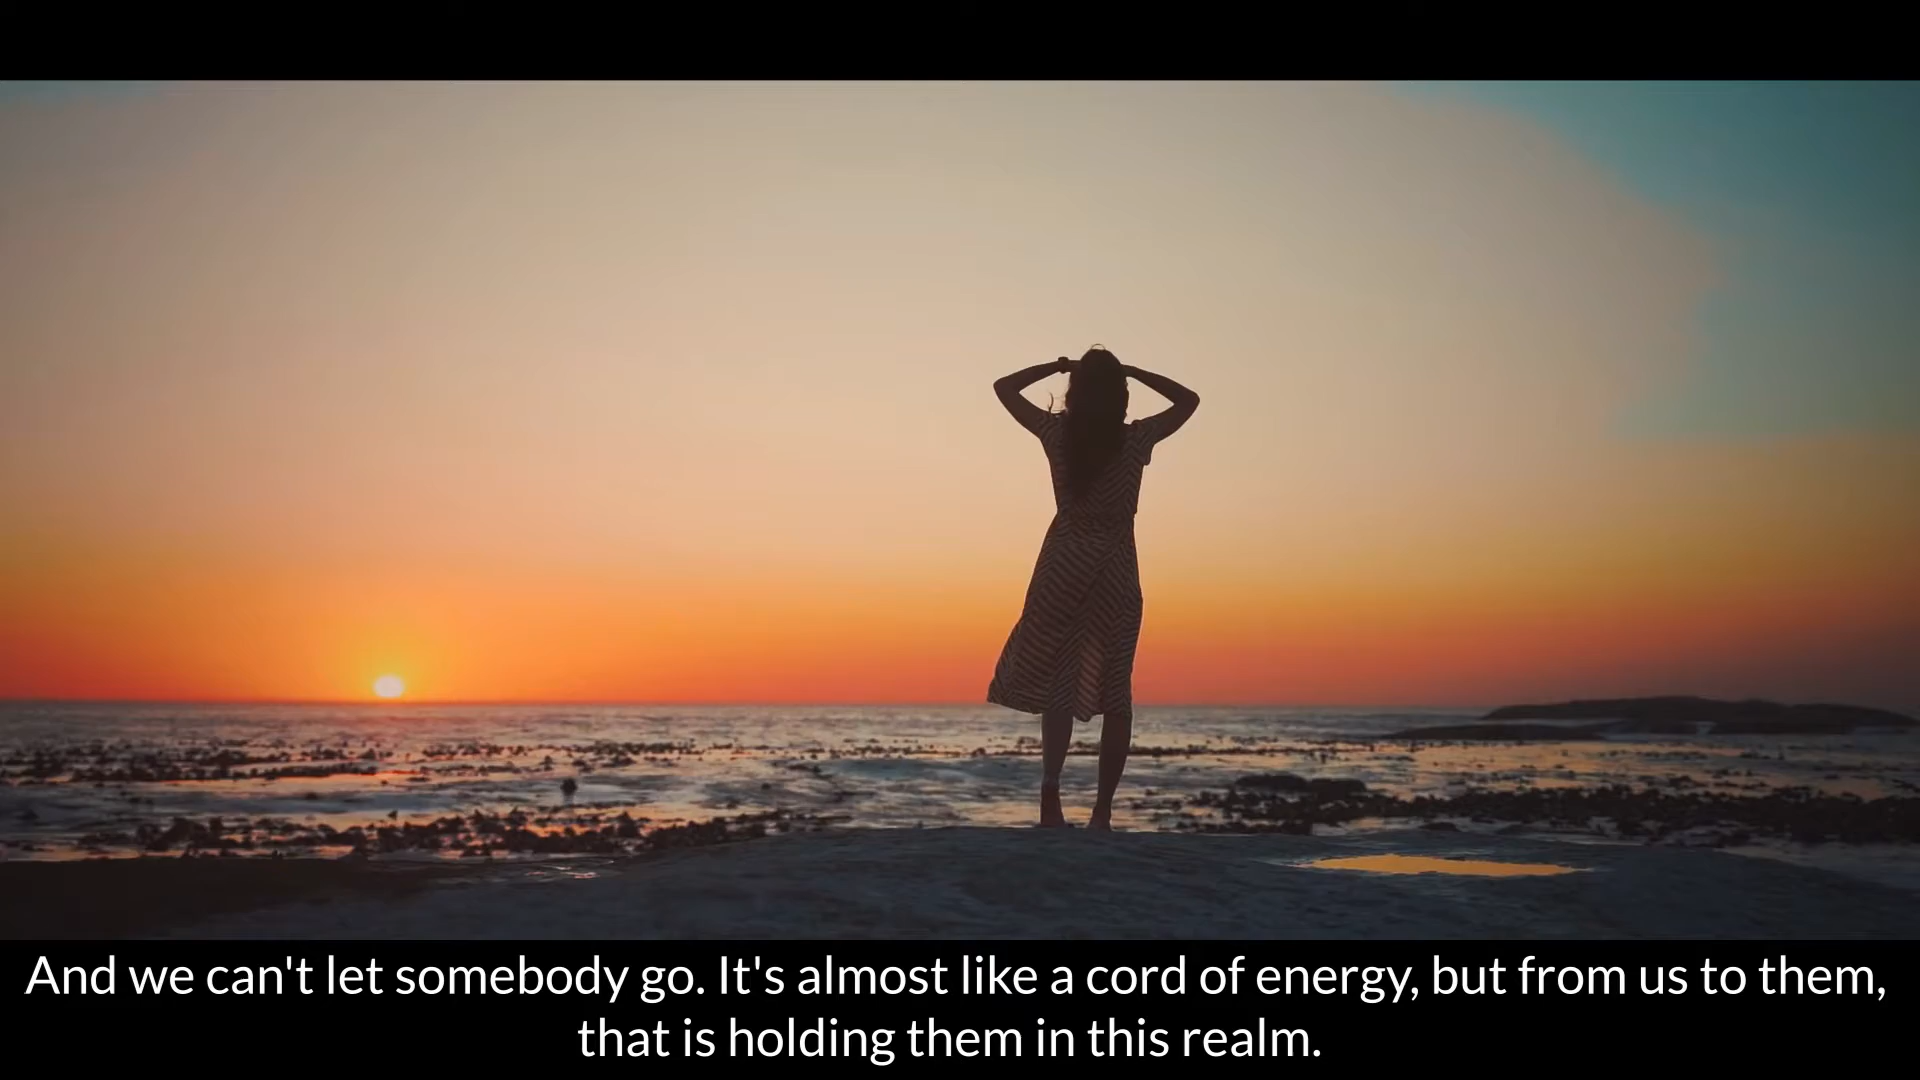 And we can't let somebody go. It's almost like a cord of energy, but from us to them,
that is holding them in this realm.